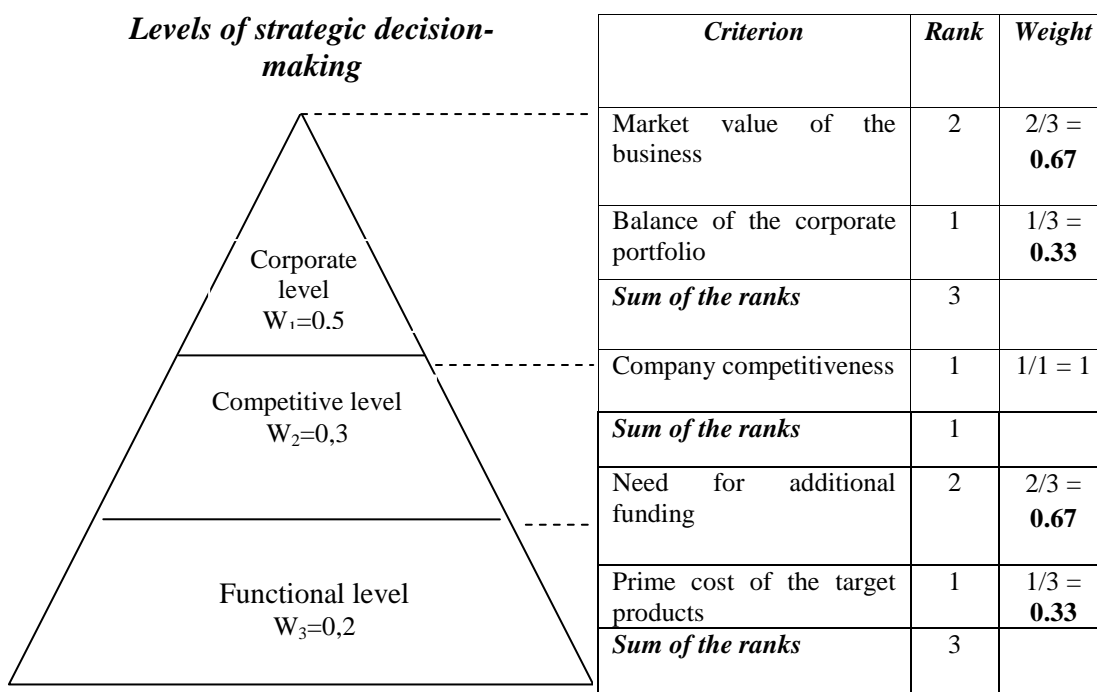 Levels of strategic decision-
making
Corporate
level
W₁=0.5
Competitive level
W₂=0,3
Functional level
W₃=0,2
Criterion Rank Weight
Market value of the 2 2/3 =
business 0.67
Balance of the corporate 1 1/3 =
portfolio 0.33
Sum of the ranks 3
Company competitiveness 1 1/1 = 1
Sum of the ranks 1
Need for additional 2 2/3 =
funding 0.67
Prime cost of the target 1 1/3 =
products 0.33
Sum of the ranks 3